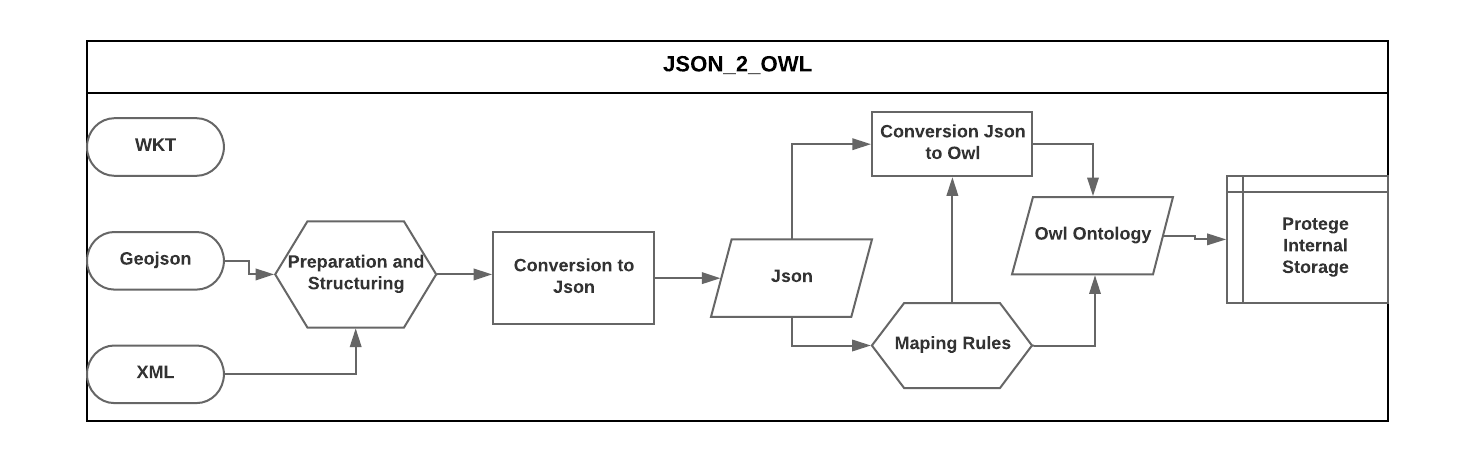 JSON_2_OWL
WKT
Geojson
XML
Preparation and
Structuring
Conversion to
Json
Json
Conversion Json
to Owl
Maping Rules
Owl Ontology
Protege
Internal
Storage